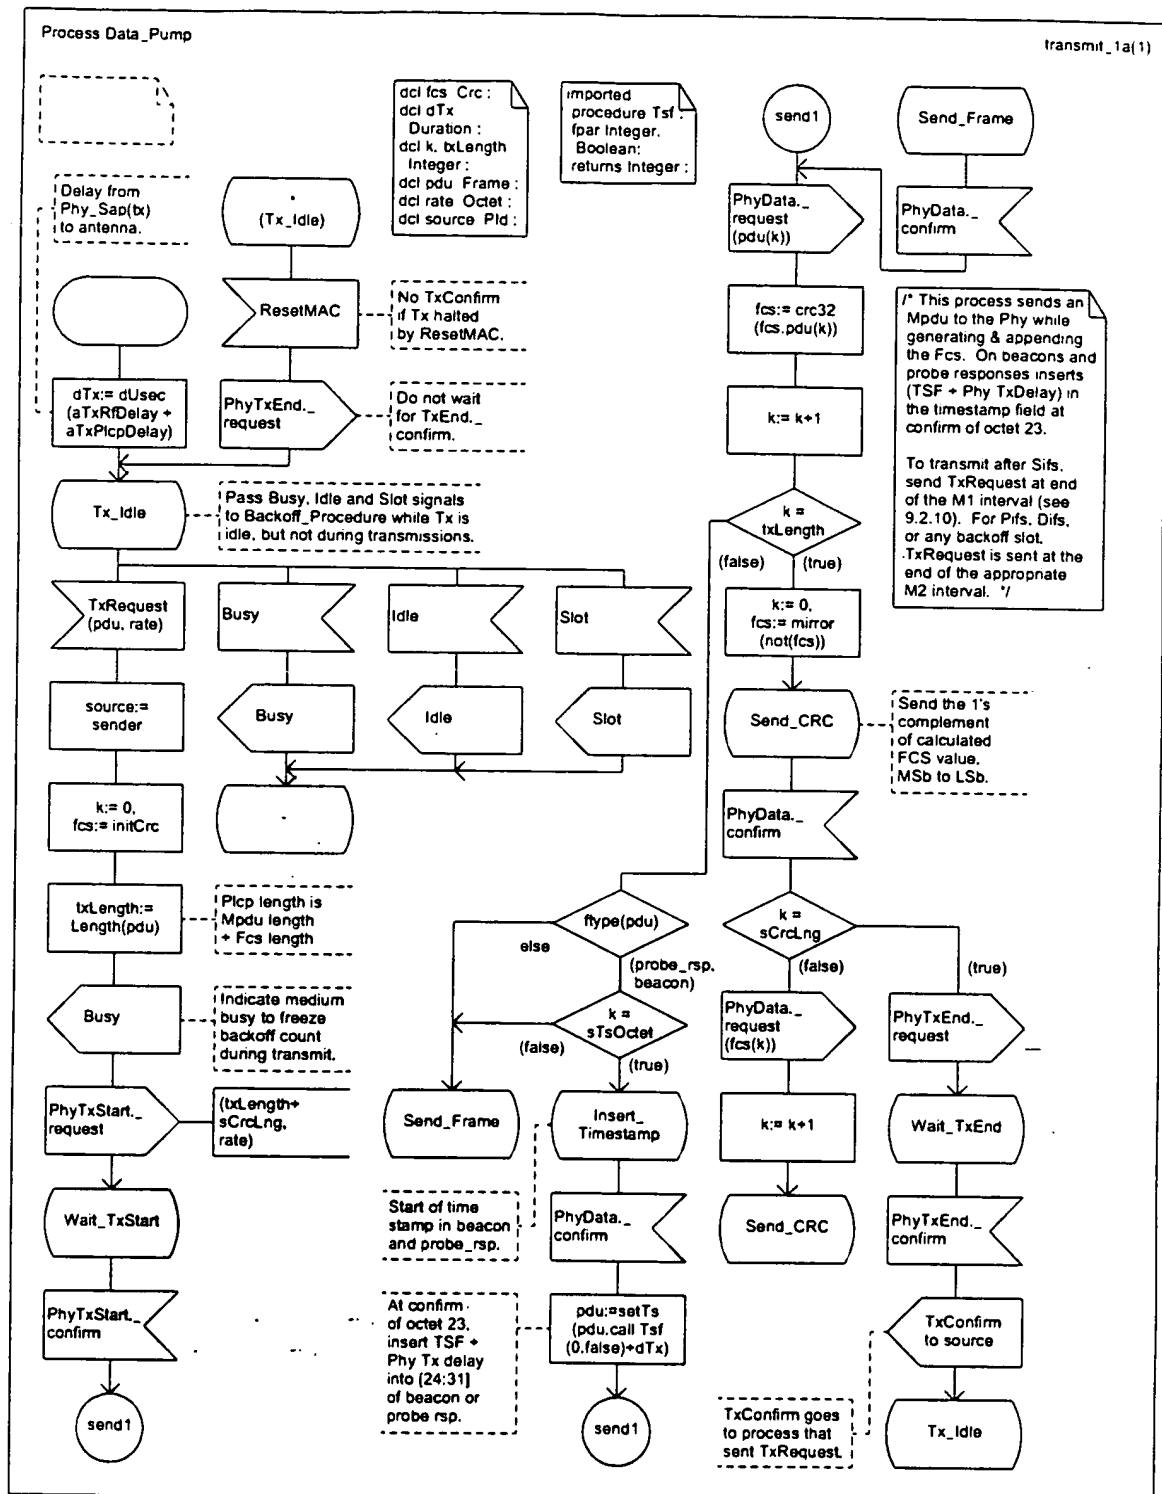 Process Data_Pump
transmit_1a(1)
dcl fcs Crc :
dcl dTx
Duration :
dcl k, txLength
Integer :
dcl pdu Frame :
dcl rate Octet :
dcl source PId :
imported
procedure Tsf :
fpar Integer,
Boolean;
returns Integer :
send1
Send_Frame
Delay from
Phy_Sap(tx)
to antenna.
*
(Tx_Idle)
PhyData._
request
(pdu(k))
PhyData._
confirm
ResetMAC
No TxConfirm
if Tx halted
by ResetMAC.
fcs:= crc32
(fcs,pdu(k))
/* This process sends an
Mpdu to the Phy while
generating & appending
the Fcs. On beacons and
probe responses inserts
(TSF + Phy TxDelay) in
the timestamp field at
confirm of octet 23.
To transmit after Sifs,
send TxRequest at end
of the M1 interval (see
9.2.10). For Pifs, Difs,
or any backoff slot,
TxRequest is sent at the
end of the appropriate
M2 interval. */
dTx:= dUsec
(aTxRfDelay +
aTxPlcpDelay)
PhyTxEnd._
request
Do not wait
for TxEnd._
confirm.
k:= k+1
Tx_Idle
Pass Busy, Idle and Slot signals
to Backoff_Procedure while Tx is
idle, but not during transmissions.
k =
txLength
(false)
(true)
TxRequest
(pdu, rate)
Busy
Idle
Slot
k:= 0,
fcs:= mirror
(not(fcs))
source:=
sender
Busy
Idle
Slot
Send_CRC
Send the 1's
complement
of calculated
FCS value,
MSb to LSb.
k:= 0,
fcs:= initCrc
-
PhyData._
confirm
txLength:=
Length(pdu)
Plcp length is
Mpdu length
+ Fcs length
ftype(pdu)
else
(probe_rsp,
beacon)
k =
sCrcLng
(false)
(true)
Busy
Indicate medium
busy to freeze
backoff count
during transmit.
k =
sTsOctet
(false)
(true)
PhyData._
request
(fcs(k))
PhyTxEnd._
request
PhyTxStart._
request
(txLength+
sCrcLng,
rate)
Send_Frame
Insert_
Timestamp
k:= k+1
Wait_TxEnd
Wait_TxStart
Start of time
stamp in beacon
and probe_rsp.
PhyData._
confirm
Send_CRC
PhyTxEnd._
confirm
PhyTxStart._
confirm
At confirm
of octet 23,
insert TSF +
Phy Tx delay
into [24:31]
of beacon or
probe rsp.
pdu:=setTs
(pdu,call Tsf
(0,false)+dTx)
TxConfirm
to source
send1
send1
TxConfirm goes
to process that
sent TxRequest.
Tx_Idle